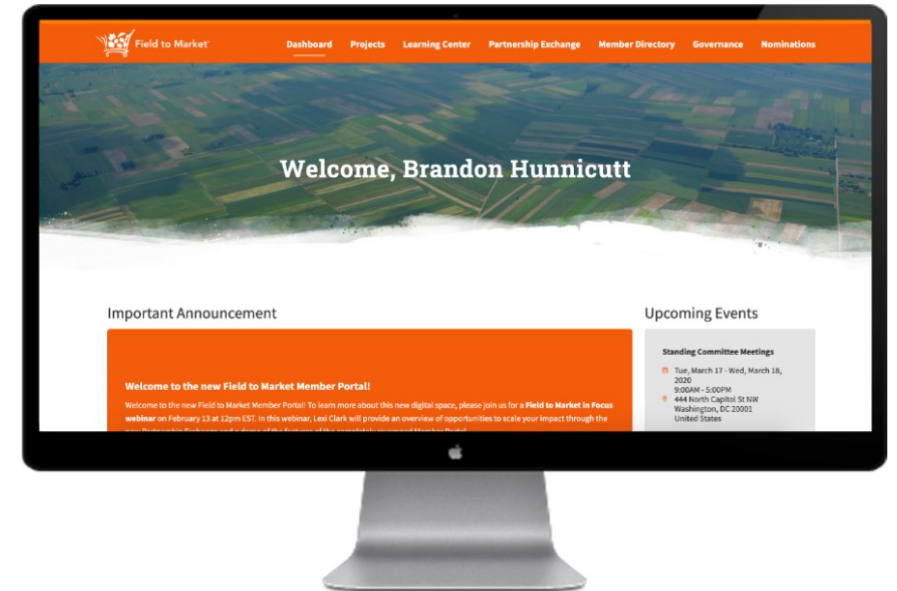 Field to Market
Dashboard Projects Learning Center Partnership Exchange Member Directory Governance Nominations
Welcome, Brandon Hunnicutt
Important Announcement
Welcome to the new Field to Market Member Portal!
Welcome to the new Field to Market Member Portal! To learn more about this new digital space, please join us for a Field to Market in Focus
webinar on February 13 at 12pm EST. In this webinar, Lexi Clark will provide an overview of opportunities to scale your impact through the
Upcoming Events
Standing Committee Meetings
Tue, March 17 - Wed, March 18,
2020
9:00AM - 5:00PM
444 North Capitol St NW
Washington, DC 20001
United States